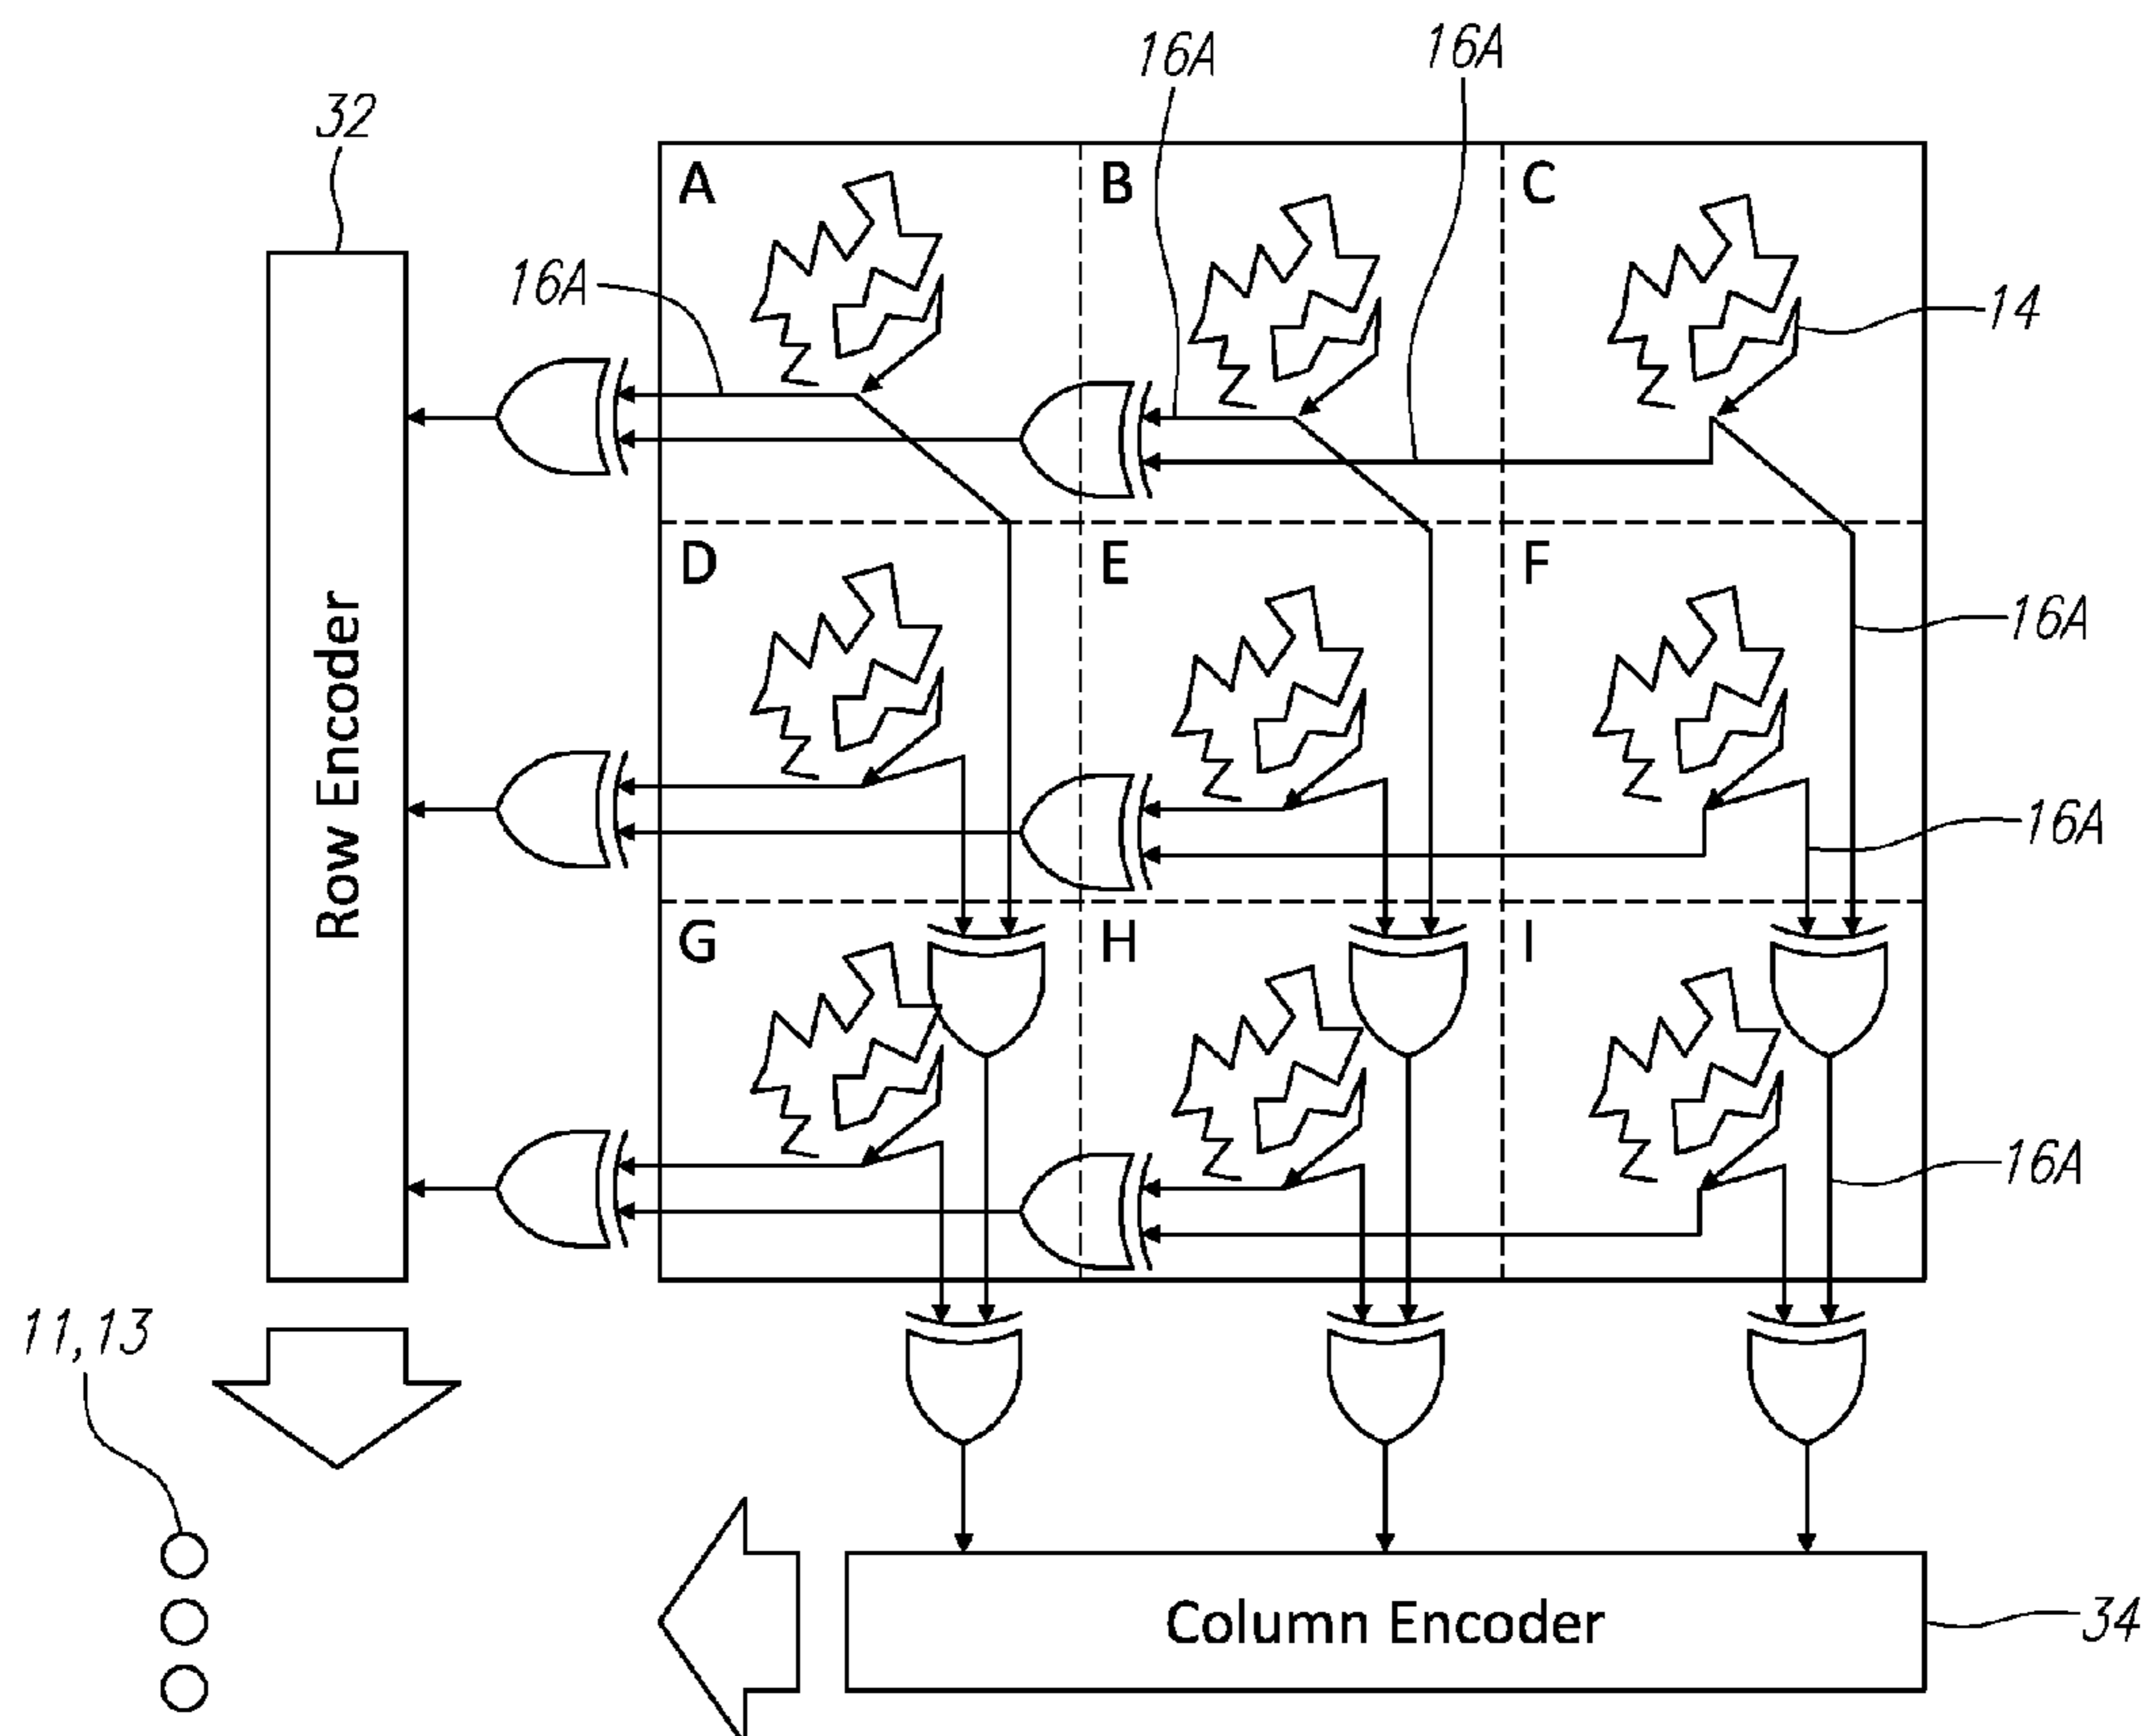 16A
16A
32
A
B
C
16A
14
D
E
F
16A
Row Encoder
16A
G
H
I
16A
11,13
Column Encoder
34